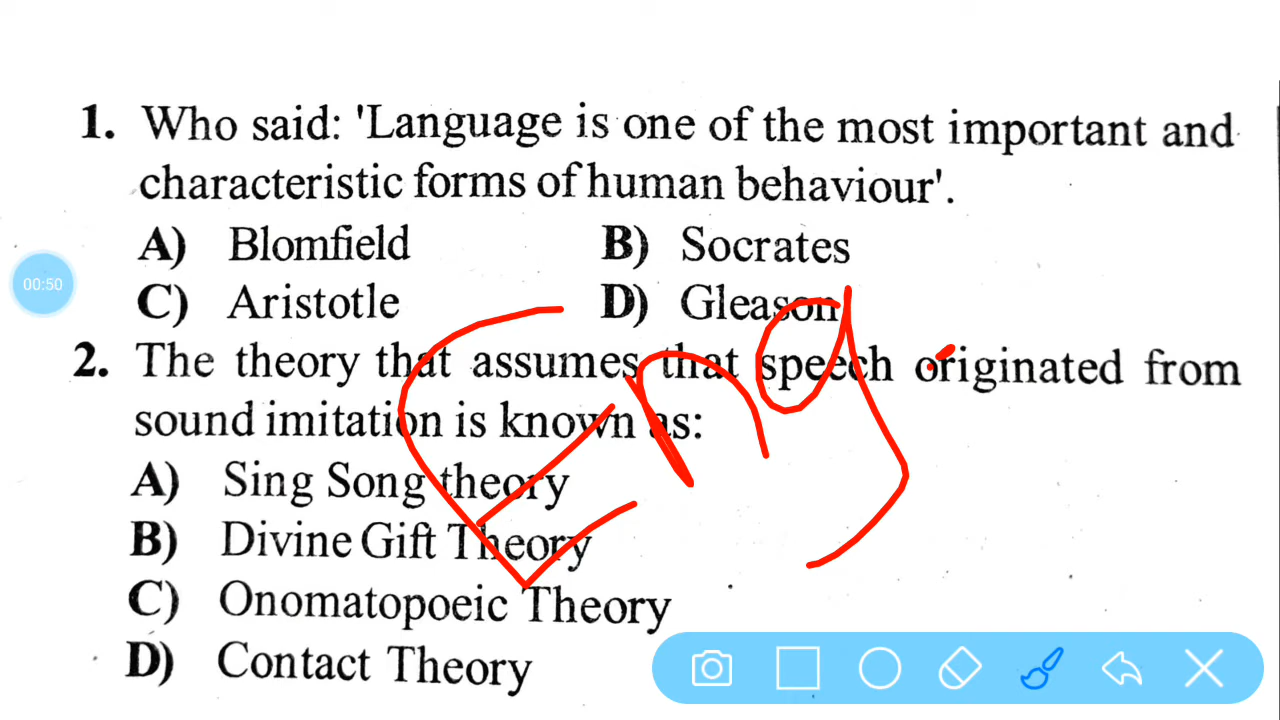 1. Who said: 'Language is one of the most important and
characteristic forms of human behaviour'.
A) Blomfield B) Socrates
C) Aristotle D) Gleason
2. The theory that assumes that speech originated from
sound imitation is known as:
A) Sing Song theory
B) Divine Gift Theory
C) Onomatopoeic Theory
D) Contact Theory
00:50
Eng